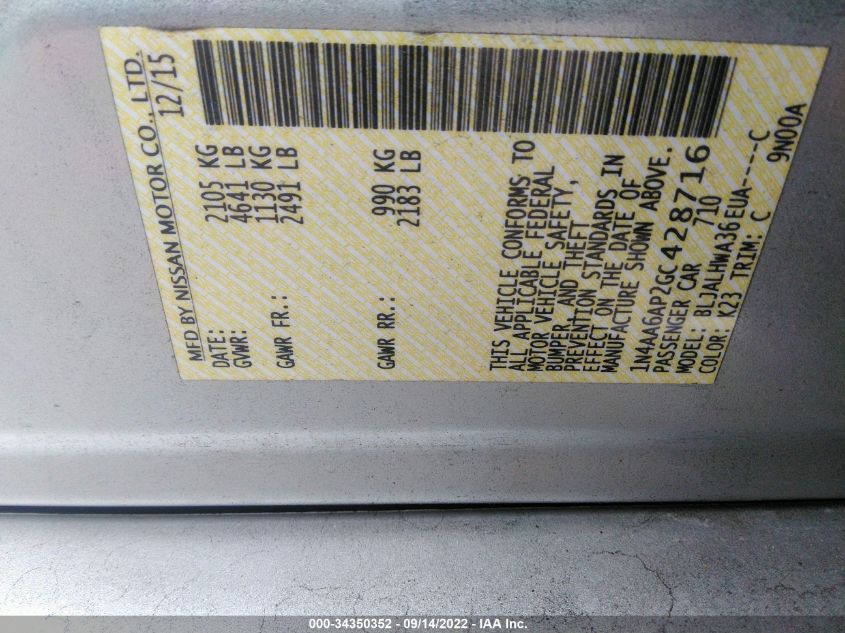 MFD BY NISSAN MOTOR CO., LTD.
DATE: 12/15
GVWR: 2105 KG
4641 LB
GAWR FR.: 1130 KG
2491 LB
GAWR RR.: 990 KG
2183 LB
THIS VEHICLE CONFORMS TO
ALL APPLICABLE FEDERAL
MOTOR VEHICLE SAFETY,
BUMPER, AND THEFT
PREVENTION STANDARDS IN
EFFECT ON THE DATE OF
MANUFACTURE SHOWN ABOVE.
1N4AA6AP2GC428716
PASSENGER CAR 710
MODEL: BLJALHWA36EUA-----C
COLOR: K23 TRIM: C 9N00A
000-34350352 - 09/14/2022 - IAA Inc.